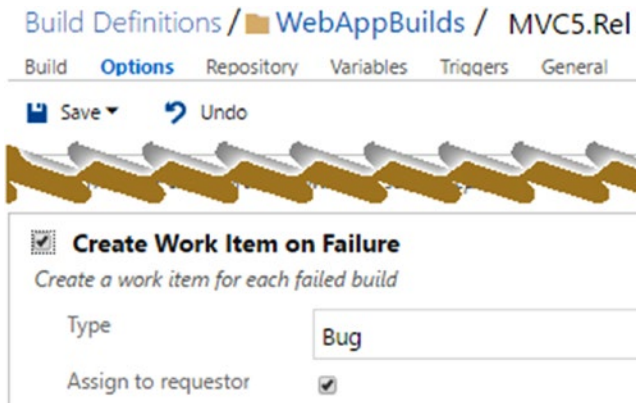 Build Definitions / WebAppBuilds / MVC5.Rel
Build Options Repository Variables Triggers General
Save Undo
Create Work Item on Failure
Create a work item for each failed build
Type Bug
Assign to requestor